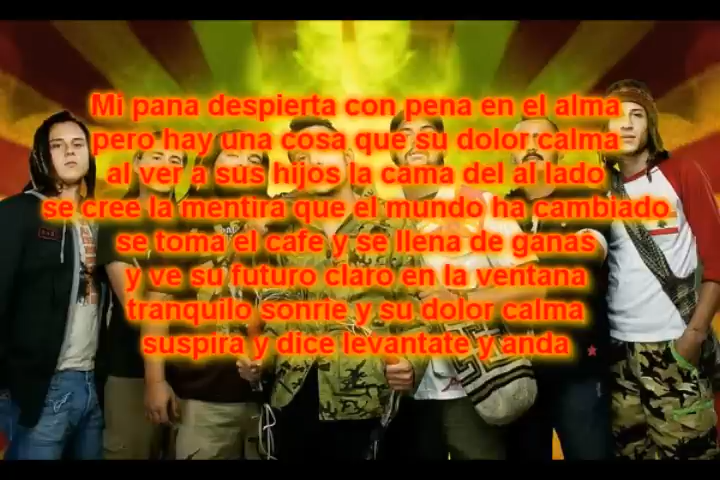 Mi pana despierta con pena en el alma
pero hay una cosa que su dolor calma
al ver a sus hijos la cama del al lado
se cree la mentira que el mundo ha cambiado.
se toma el cafe y se llena de ganas
y ve su futuro claro en la ventana
tranquilo sonrie y su dolor calma
suspira y dice levantate y anda